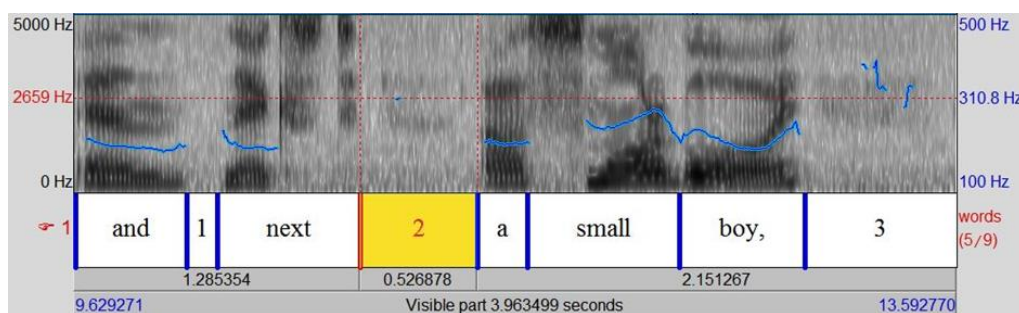 5000 Hz 500 Hz
2659 Hz 310.8 Hz
0 Hz 100 Hz
☞ 1 and 1 next 2 a small boy, 3 words
(5/9)
1.285354 0.526878 2.151267
9.629271 Visible part 3.963499 seconds 13.592770